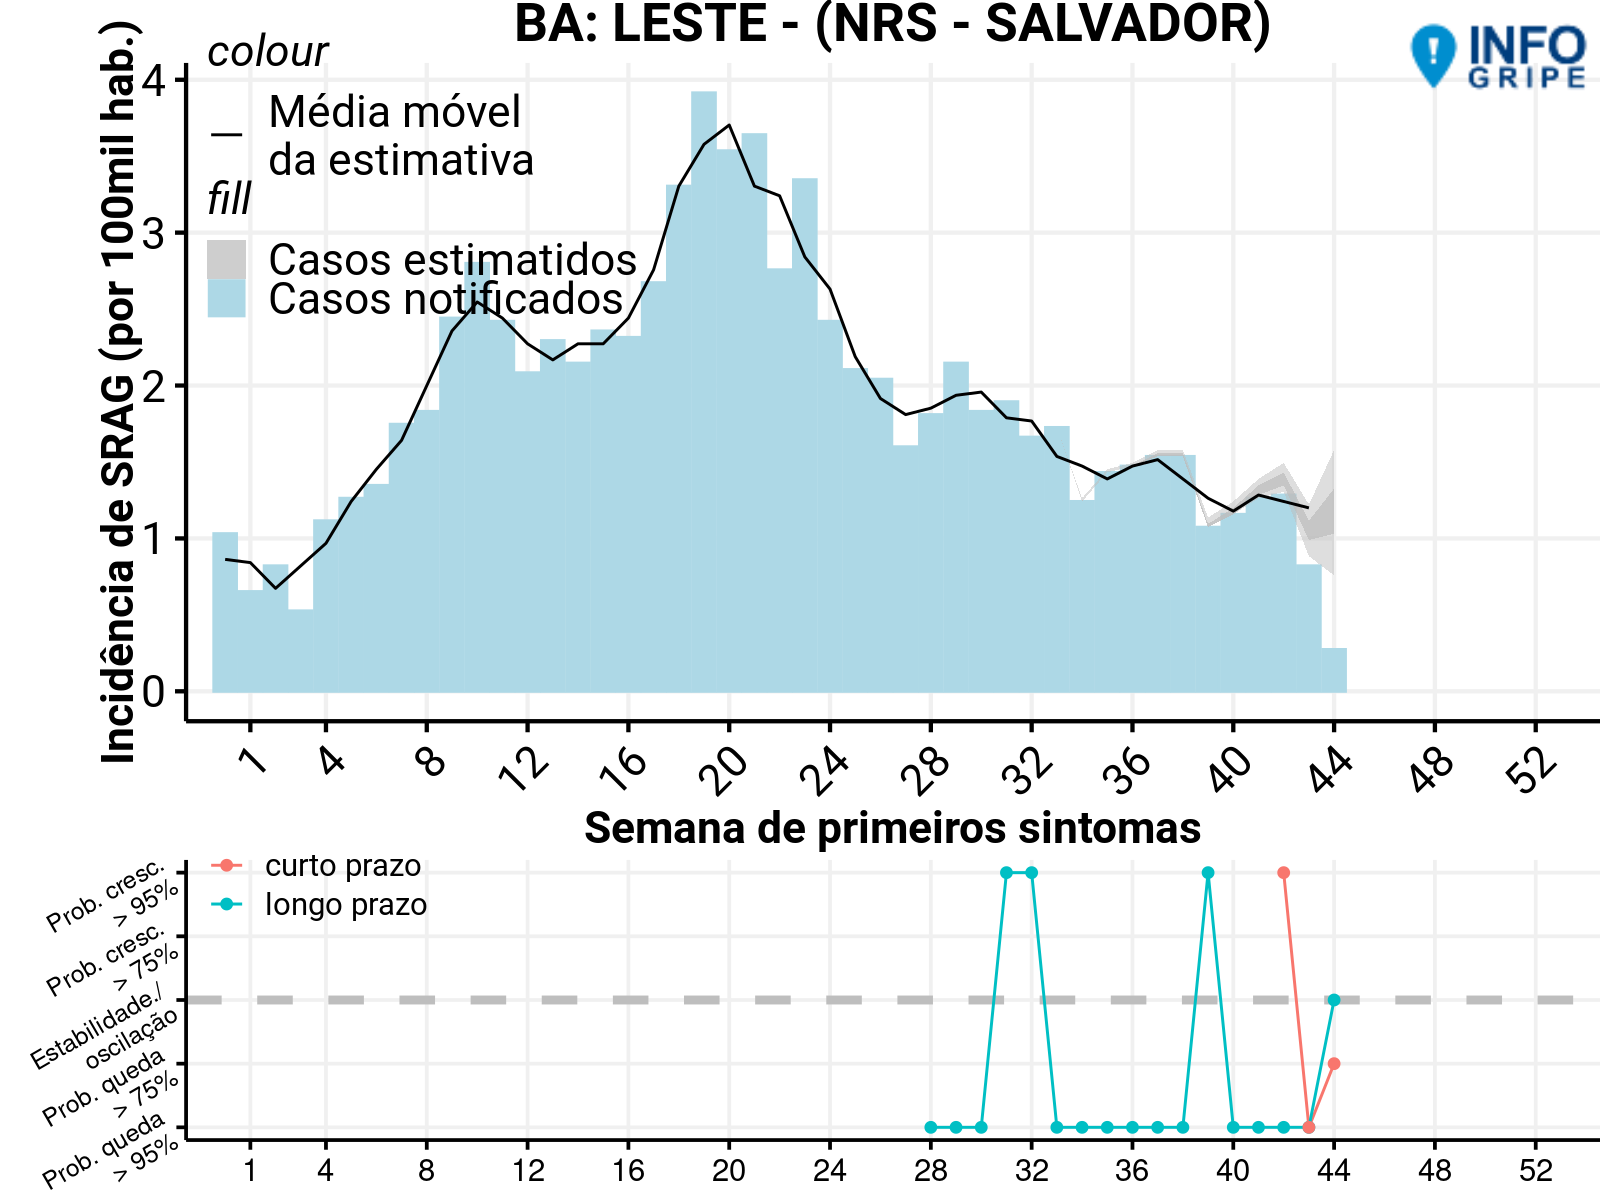 BA: LESTE - (NRS - SALVADOR)
INFO
GRIPE
colour
Média móvel
da estimativa
fill
Casos estimatidos
Casos notificados
Incidência de SRAG (por 100mil hab.)
4
3
2
1
0
1 4 8 12 16 20 24 28 32 36 40 44 48 52
Semana de primeiros sintomas
curto prazo
longo prazo
Prob. cresc.
> 95%
Prob. cresc.
> 75%
Estabilidade./
oscilação
Prob. queda
> 75%
Prob. queda
> 95%
1 4 8 12 16 20 24 28 32 36 40 44 48 52